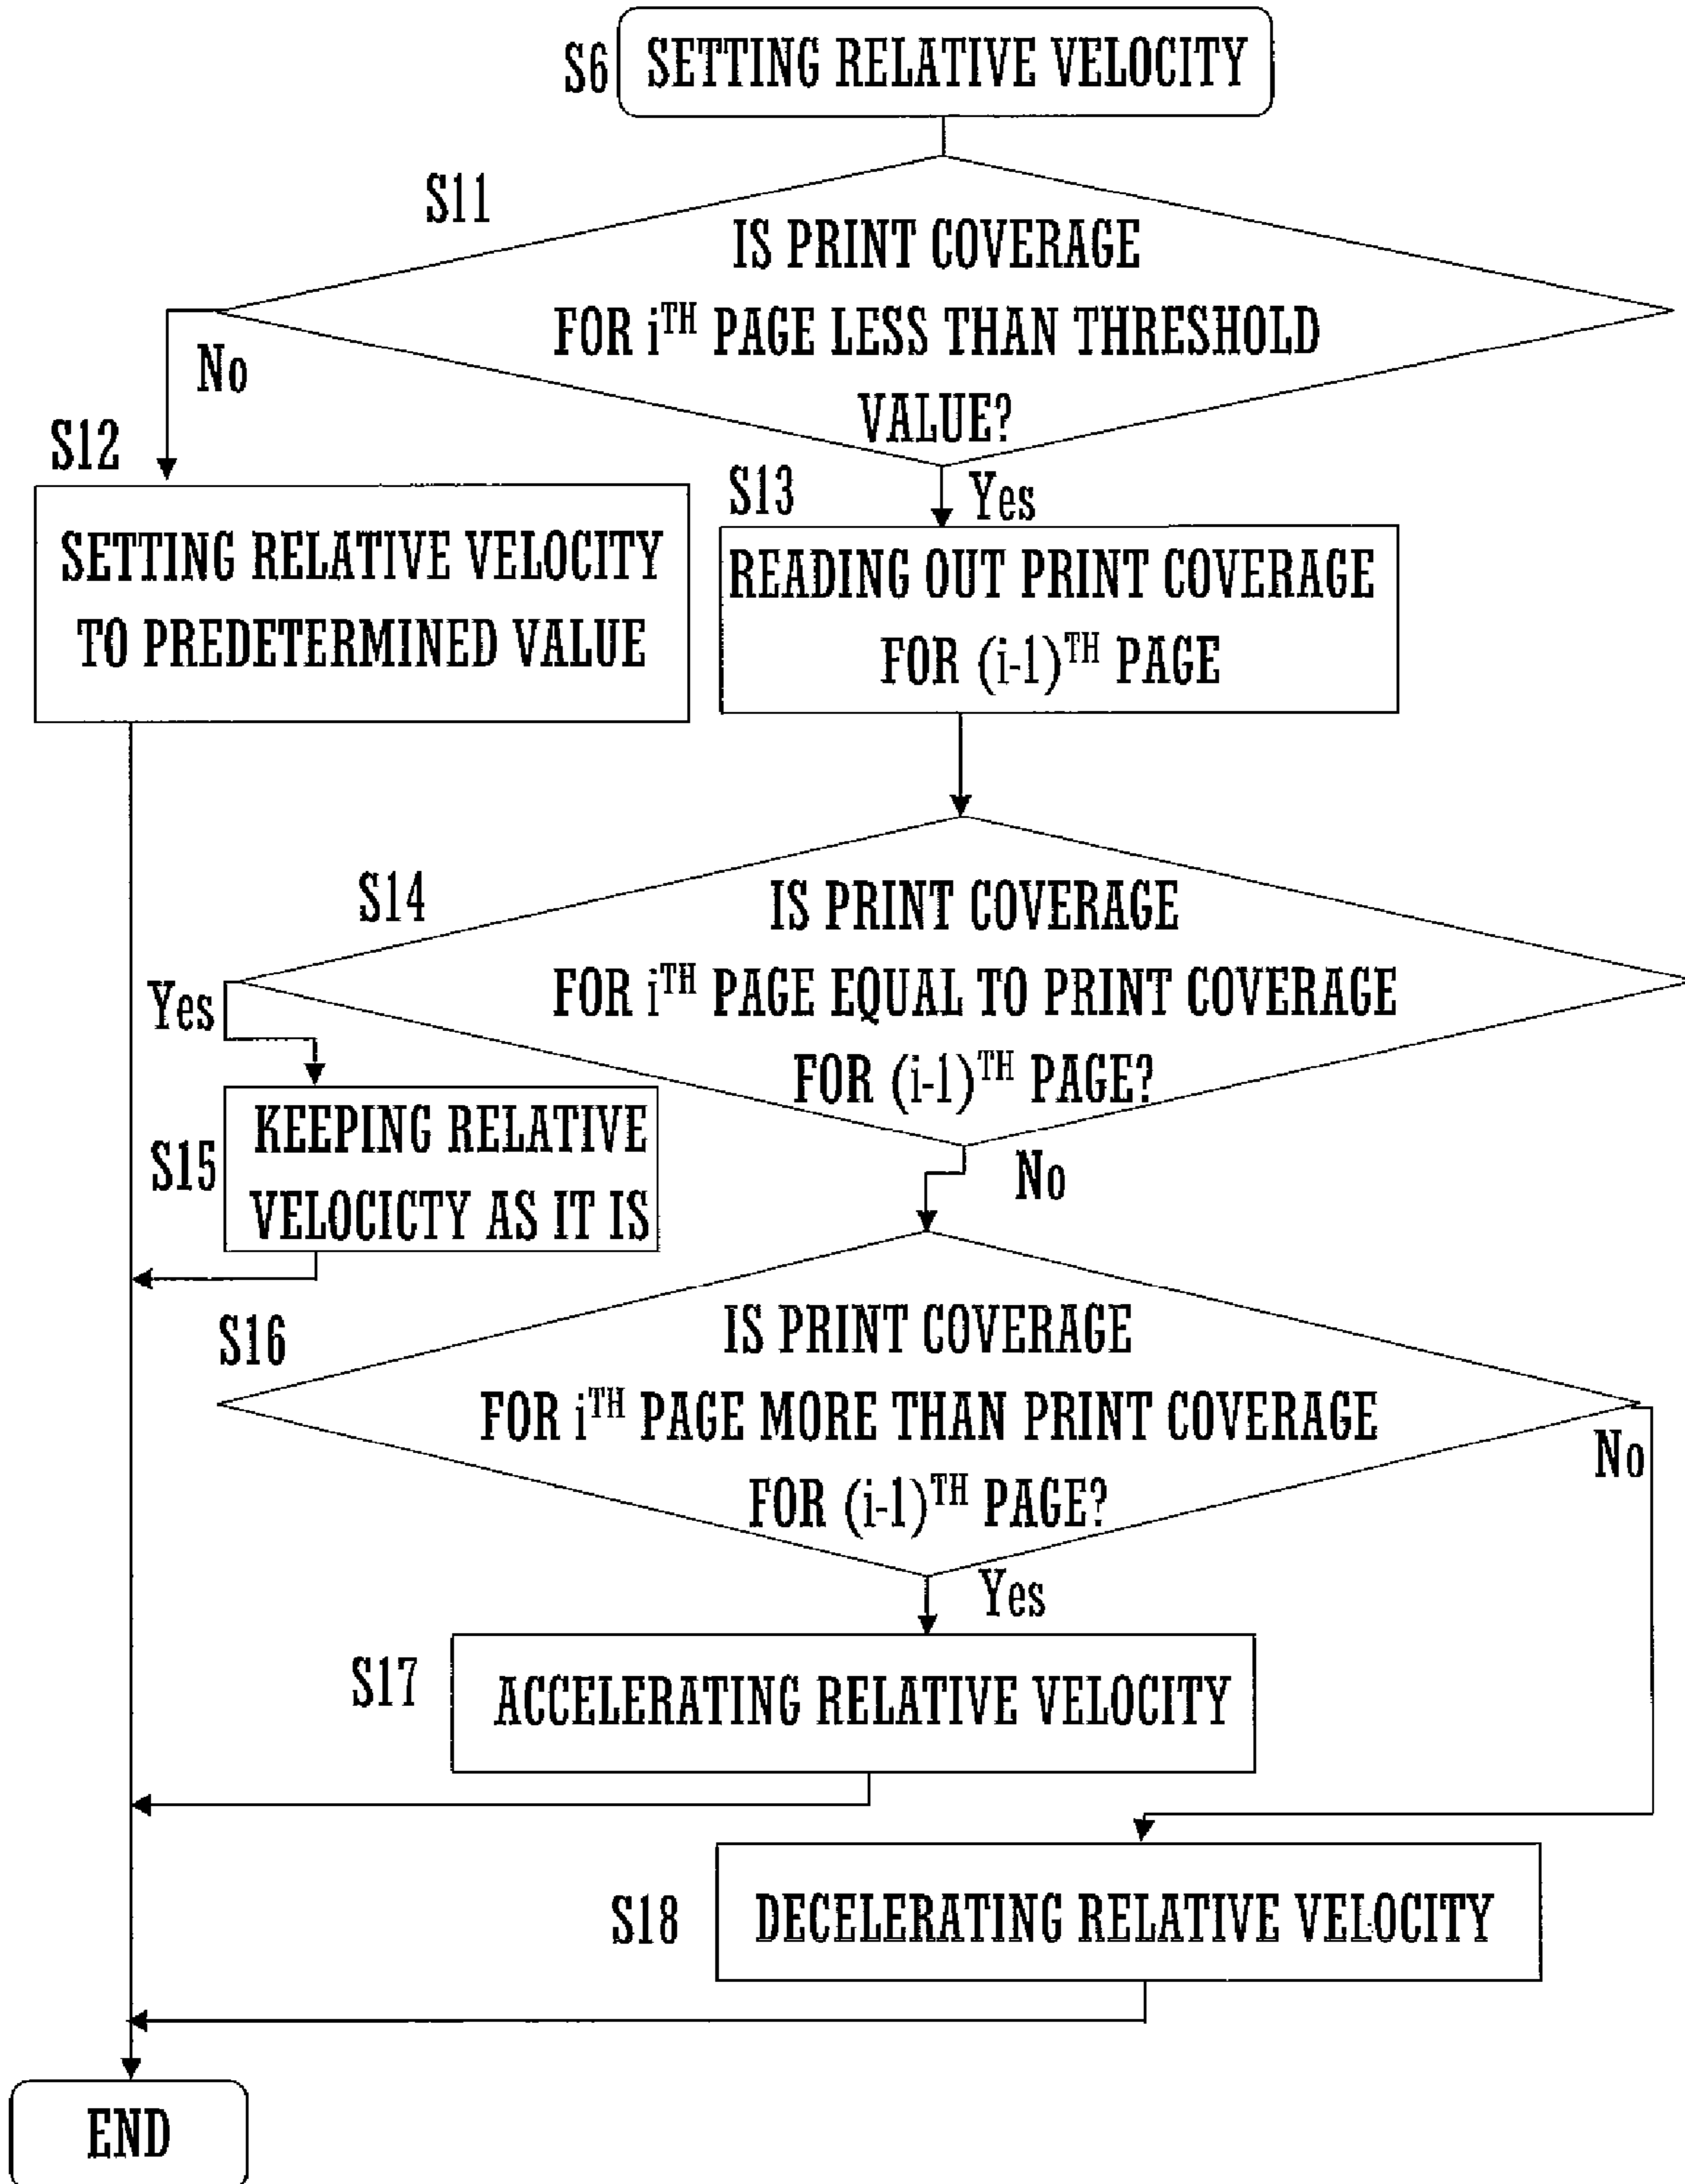 S6
SETTING RELATIVE VELOCITY
S11
IS PRINT COVERAGE
FOR iTH PAGE LESS THAN THRESHOLD
VALUE?
No
Yes
S12
SETTING RELATIVE VELOCITY
TO PREDETERMINED VALUE
S13
READING OUT PRINT COVERAGE
FOR (i-1)TH PAGE
S14
IS PRINT COVERAGE
FOR iTH PAGE EQUAL TO PRINT COVERAGE
FOR (i-1)TH PAGE?
Yes
No
S15
KEEPING RELATIVE
VELOCICTY AS IT IS
S16
IS PRINT COVERAGE
FOR iTH PAGE MORE THAN PRINT COVERAGE
FOR (i-1)TH PAGE?
No
Yes
S17
ACCELERATING RELATIVE VELOCITY
S18
DECELERATING RELATIVE VELOCITY
END